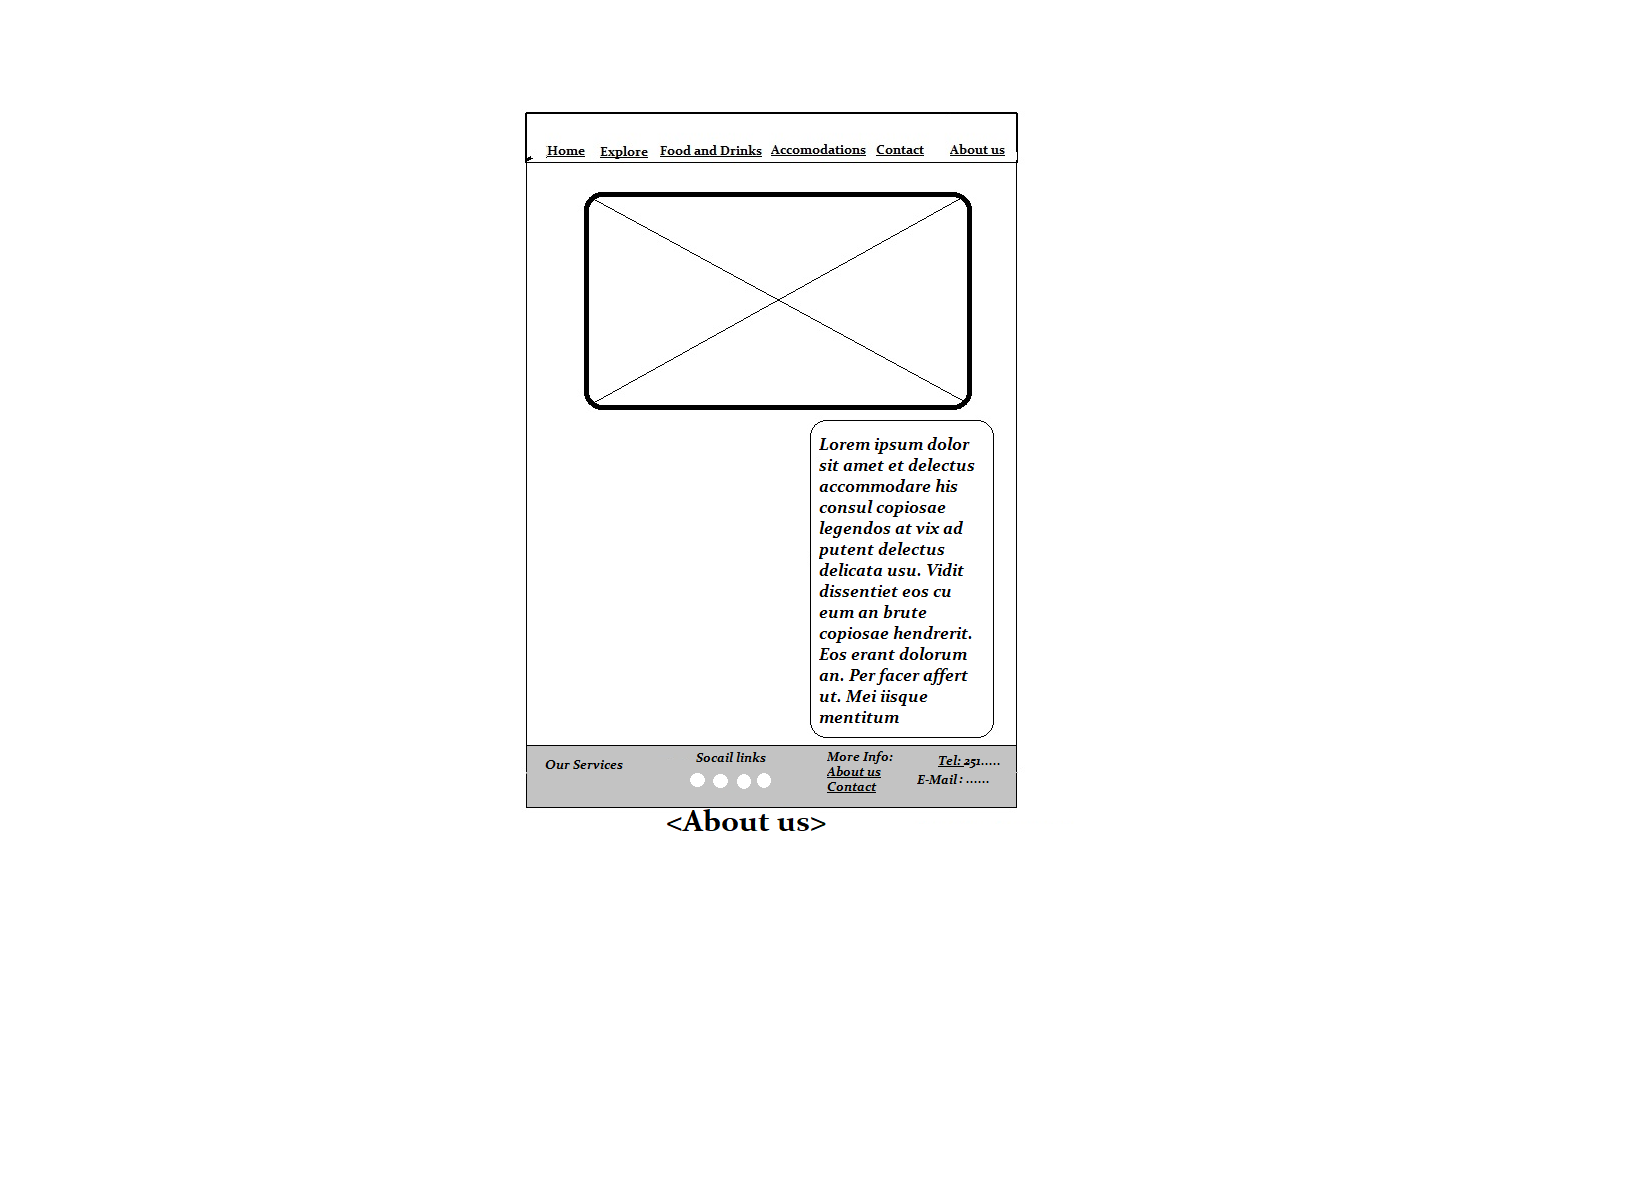 Home Explore Food and Drinks Accomodations Contact About us
Lorem ipsum dolor
sit amet et delectus
accommodare his
consul copiosae
legendos at vix ad
putent delectus
delicata usu. Vidit
dissentiet eos cu
eum an brute
copiosae hendrerit.
Eos erant dolorum
an. Per facer affert
ut. Mei iisque
mentitum
Our Services
Socail links
More Info:
About us
Contact
Tel: 251.....
E-Mail : ......
<About us>